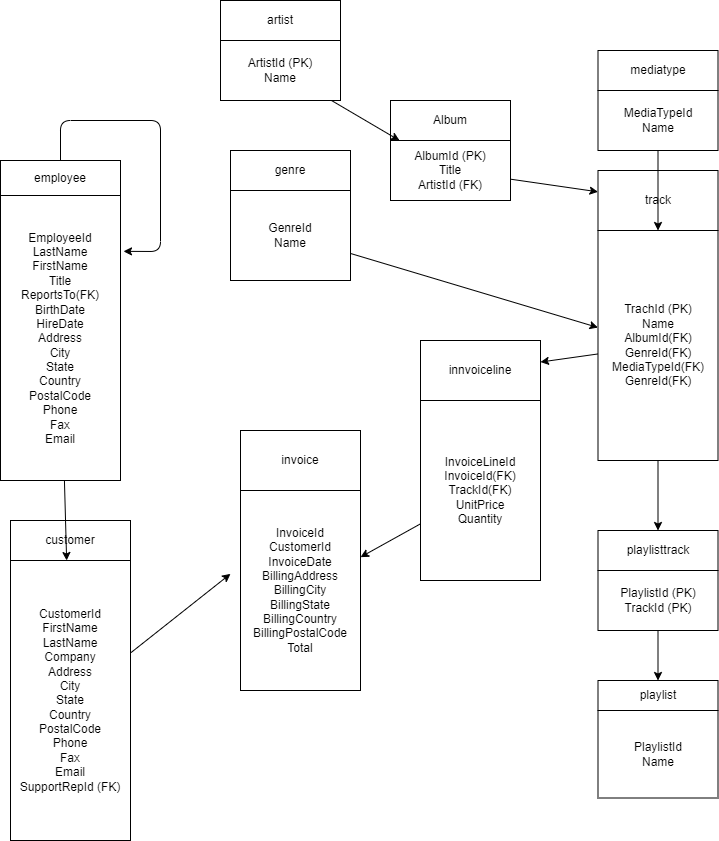 artist
ArtistId (PK)
Name
mediatype
MediaTypeId
Name
Album
AlbumId (PK)
Title
ArtistId (FK)
employee
EmployeeId
LastName
FirstName
Title
ReportsTo(FK)
BirthDate
HireDate
Address
City
State
Country
PostalCode
Phone
Fax
Email
genre
GenreId
Name
track
TrachId (PK)
Name
AlbumId(FK)
GenreId(FK)
MediaTypeId(FK)
GenreId(FK)
innvoiceline
InvoiceLineId
InvoiceId(FK)
TrackId(FK)
UnitPrice
Quantity
invoice
InvoiceId
CustomerId
InvoiceDate
BillingAddress
BillingCity
BillingState
BillingCountry
BillingPostalCode
Total
customer
CustomerId
FirstName
LastName
Company
Address
City
State
Country
PostalCode
Phone
Fax
Email
SupportRepId (FK)
playlisttrack
PlaylistId (PK)
TrackId (PK)
playlist
PlaylistId
Name